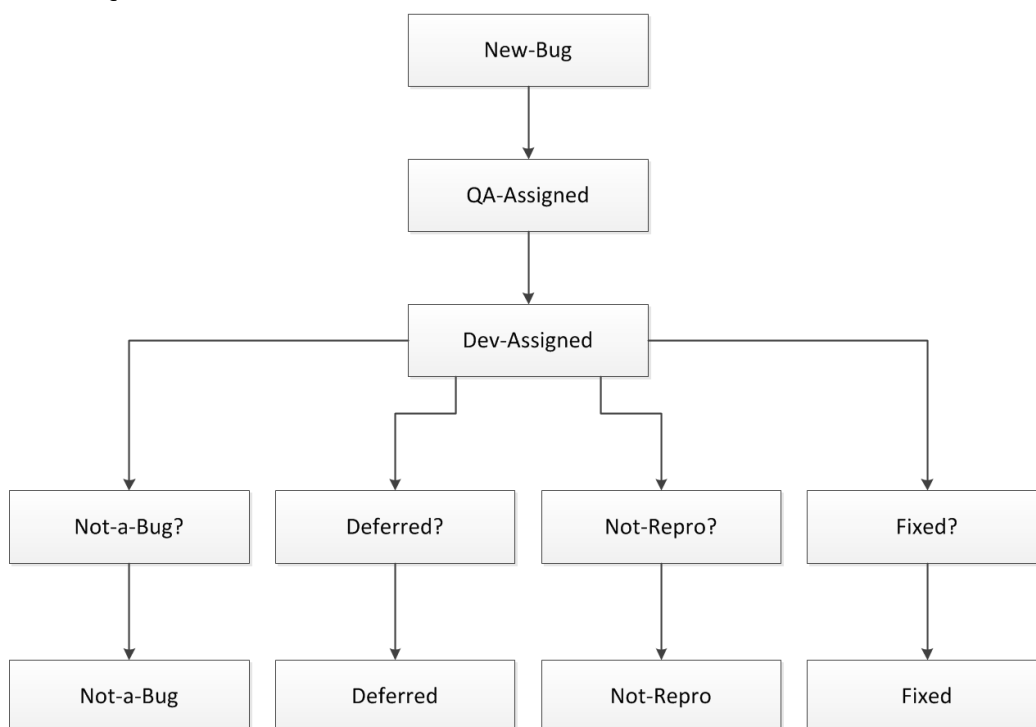 New-Bug
QA-Assigned
Dev-Assigned
Not-a-Bug?
Deferred?
Not-Repro?
Fixed?
Not-a-Bug
Deferred
Not-Repro
Fixed